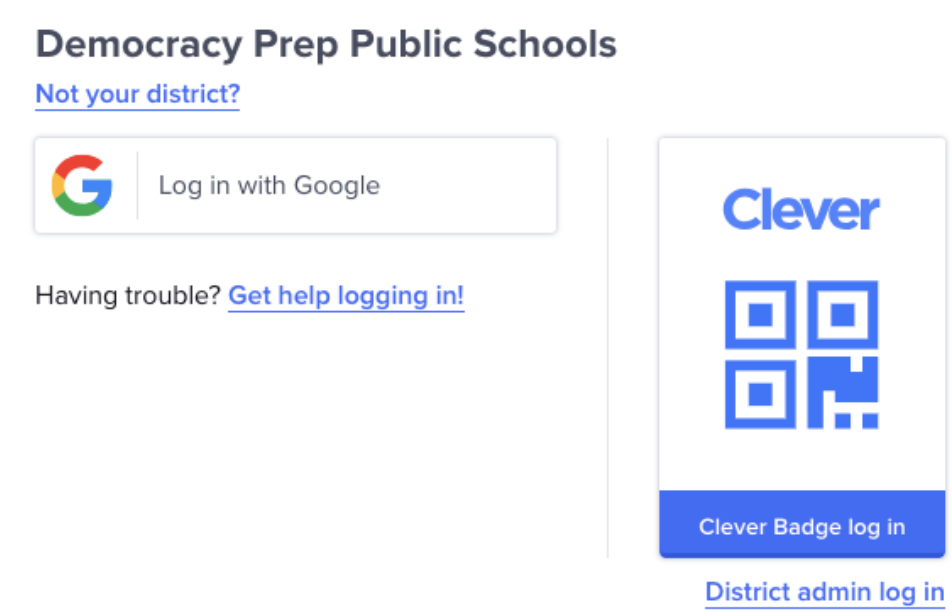 Democracy Prep Public Schools
Not your district?
Log in with Google
Having trouble? Get help logging in!
Clever
Clever Badge log in
District admin log in